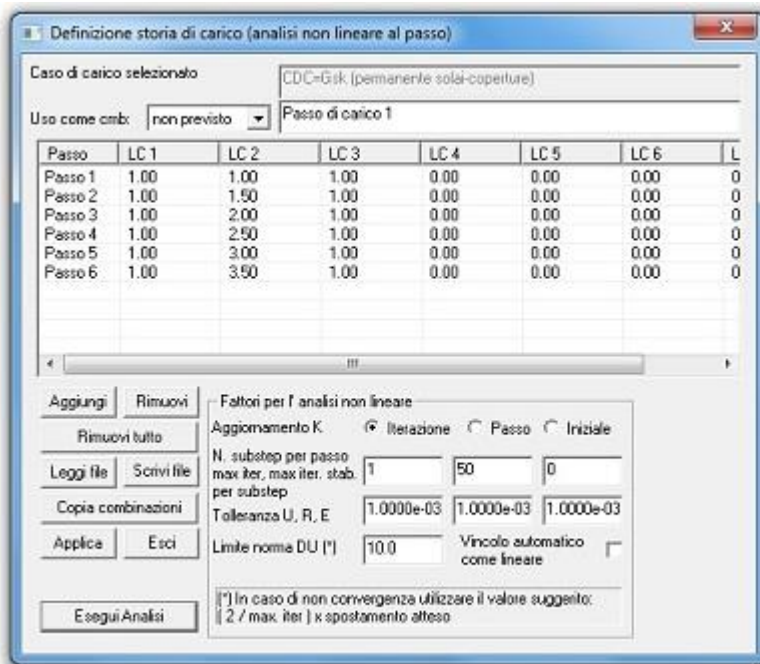 Definizione storia di carico (analisi non lineare al passo)
Caso di carico selezionato CDC=Gsk (permanente solai-coperture)
Uso come cmb: non previsto Passo di carico 1
Passo LC 1 LC 2 LC 3 LC 4 LC 5 LC 6 L
Passo 1 1.00 1.00 1.00 0.00 0.00 0.00 0
Passo 2 1.00 1.50 1.00 0.00 0.00 0.00 0
Passo 3 1.00 2.00 1.00 0.00 0.00 0.00 0
Passo 4 1.00 2.50 1.00 0.00 0.00 0.00 0
Passo 5 1.00 3.00 1.00 0.00 0.00 0.00 0
Passo 6 1.00 3.50 1.00 0.00 0.00 0.00 0
Aggiungi Rimuovi
Rimuovi tutto
Leggi file Scrivi file
Copia combinazioni
Applica Esci
Esegui Analisi
Fattori per l' analisi non lineare
Aggiornamento K Iterazione Passo Iniziale
N. substep per passo
max iter, max iter. stab. 1 50 0
per substep
Tolleranza U, R, E 1.0000e-03 1.0000e-03 1.0000e-03
Limite norma DU (*) 10.0 Vincolo automatico
come lineare
(*) In caso di non convergenza utilizzare il valore suggerito:
( 2 / max. iter ) x spostamento atteso